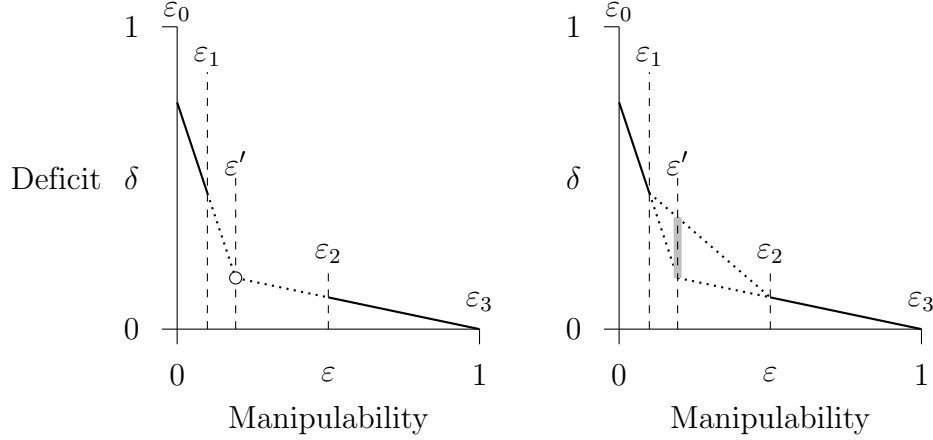 ε₀
1
ε₁
ε′
Deficit δ
ε₂
ε₃
0
0 ε 1
Manipulability
ε₀
1
ε₁
ε′
δ
ε₂
ε₃
0
0 ε 1
Manipulability